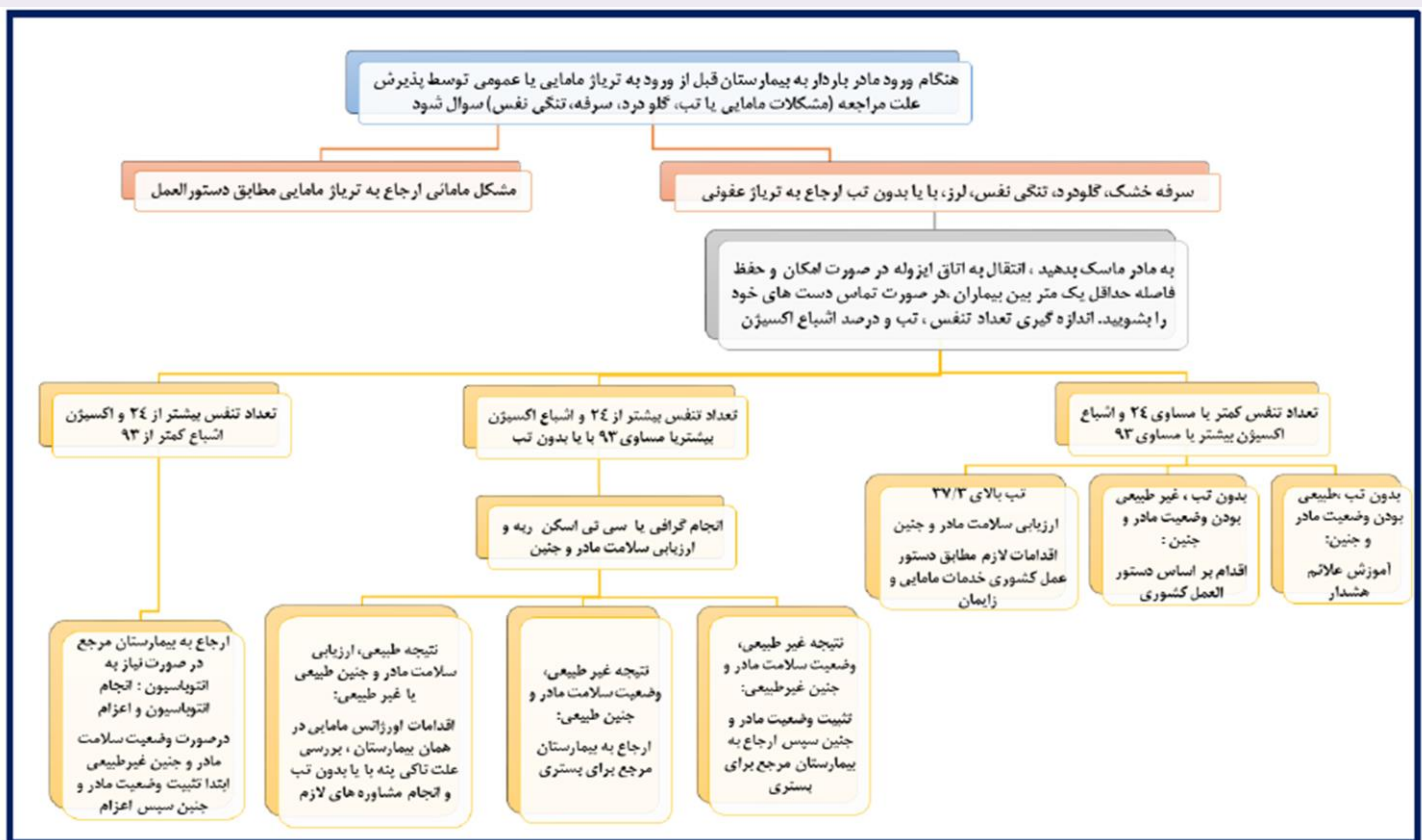 هنگام ورود مادر باردار به بیمارستان قبل از ورود به تریاژ مامایی یا عمومی توسط پذیرش
علت مراجعه (مشکلات مامایی یا تب، گلو درد، سرفه، تنگی نفس) سوال شود
سرفه خشک، گلودرد، تنگی نفس، لرز، با یا بدون تب ارجاع به تریاژ عفونی
مشکل مامائی ارجاع به تریاژ مامایی مطابق دستورالعمل
به مادر ماسک بدهید ، انتقال به اتاق ایزوله در صورت امکان و حفظ
فاصله حداقل یک متر بین بیماران ،در صورت تماس دست های خود
را بشویید. اندازه گیری تعداد تنفس ، تب و درصد اشباع اکسیژن
تعداد تنفس کمتر یا مساوی ٢٤ و اشباع
اکسیژن بیشتر یا مساوی ٩٣
تعداد تنفس بیشتر از ٢٤ و اشباع اکسیژن
بیشتریا مساوی ٩٣ با یا بدون تب
تعداد تنفس بیشتر از ٢٤ و اکسیژن
اشباع کمتر از ٩٣
بدون تب ،طبیعی
بودن وضعیت مادر
و جنین:
آموزش علائم
هشدار
بدون تب ، غیر طبیعی
بودن وضعیت مادر و
جنین :
اقدام بر اساس دستور
العمل کشوری
تب بالای ٣٧/٣
ارزیابی سلامت مادر و جنین
اقدامات لازم مطابق دستور
عمل کشوری خدمات مامایی و
زایمان
انجام گرافی یا سی تی اسکن ریه و
ارزیابی سلامت مادر و جنین
نتیجه غیر طبیعی،
وضعیت سلامت مادر و
جنین غیرطبیعی:
تثبیت وضعیت مادر و
جنین سپس ارجاع به
بیمارستان مرجع برای
بستری
نتیجه غیر طبیعی،
وضعیت سلامت مادر و
جنین طبیعی:
ارجاع به بیمارستان
مرجع برای بستری
نتیجه طبیعی، ارزیابی
سلامت مادر و جنین طبیعی
یا غیر طبیعی:
اقدامات اورژانس مامایی در
همان بیمارستان ، بررسی
علت تاکی پنه با یا بدون تب
و انجام مشاوره های لازم
ارجاع به بیمارستان مرجع
در صورت نیاز به
انتوباسیون : انجام
انتوباسیون و اعزام
درصورت وضعیت سلامت
مادر و جنین غیرطبیعی
ابتدا تثبیت وضعیت مادر و
جنین سپس اعزام